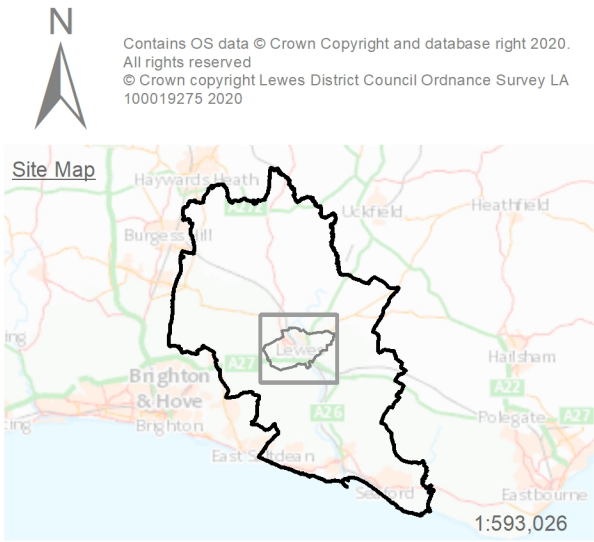 N
Contains OS data © Crown Copyright and database right 2020.
All rights reserved
© Crown copyright Lewes District Council Ordnance Survey LA
100019275 2020
Site Map
Haywards Heath
Uckfield
Heathfield
Burgess Hill
Lewes
Hailsham
A27
Brighton
& Hove
A22
A26
Polegate
A27
Brighton
East Saltdean
Seaford
Eastbourne
1:593,026